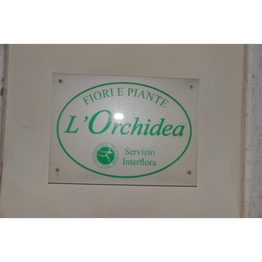 FIORI E PIANTE
L'Orchidea
Servizio
Interflora